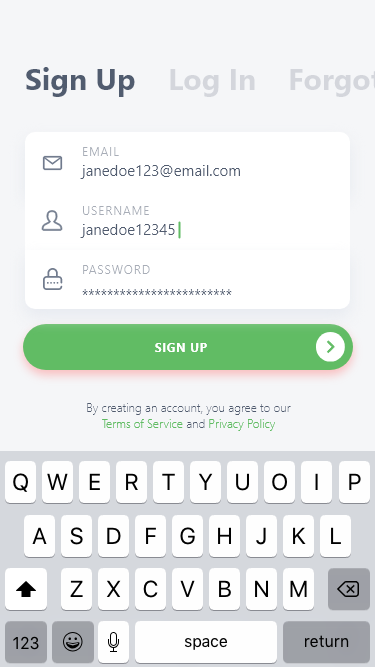 Sign Up Log In Forgot
EMAIL
janedoe123@email.com
USERNAME
janedoe12345
PASSWORD
************************
SIGN UP
By creating an account, you agree to our
Terms of Service and Privacy Policy
Q W E R T Y U O I P
A S D F G H J K L
Z X C V B N M
123 space return